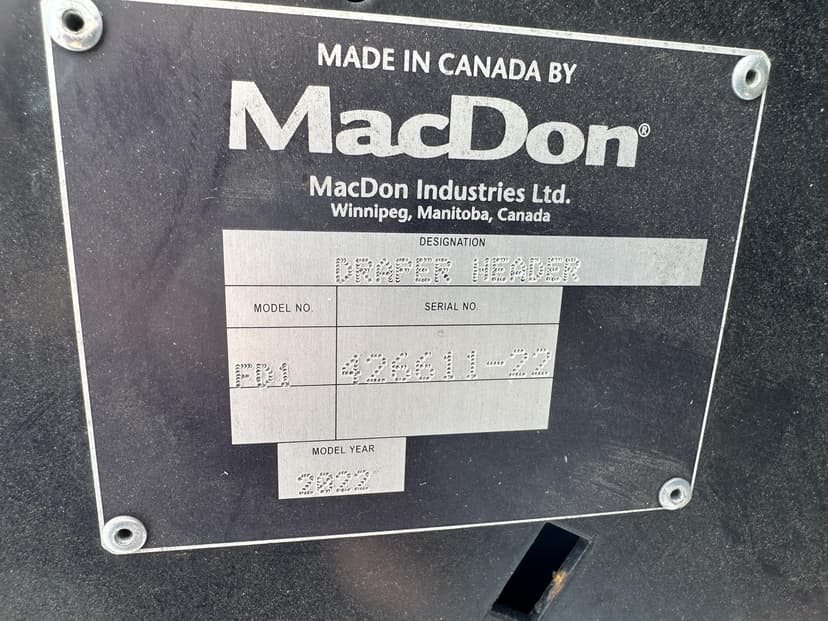 MADE IN CANADA BY
MacDon®
MacDon Industries Ltd.
Winnipeg, Manitoba, Canada
DESIGNATION
DRAPER HEADER
MODEL NO. SERIAL NO.
FD1 426611-22
MODEL YEAR
2022